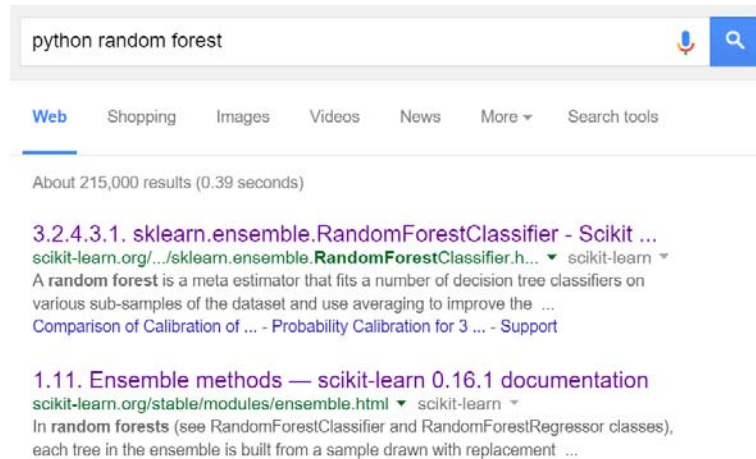 python random forest
Web Shopping Images Videos News More Search tools
About 215,000 results (0.39 seconds)
3.2.4.3.1. sklearn.ensemble.RandomForestClassifier - Scikit ...
scikit-learn.org/.../sklearn.ensemble.RandomForestClassifier.h... scikit-learn
A random forest is a meta estimator that fits a number of decision tree classifiers on
various sub-samples of the dataset and use averaging to improve the ...
Comparison of Calibration of ... - Probability Calibration for 3 ... - Support
1.11. Ensemble methods — scikit-learn 0.16.1 documentation
scikit-learn.org/stable/modules/ensemble.html scikit-learn
In random forests (see RandomForestClassifier and RandomForestRegressor classes),
each tree in the ensemble is built from a sample drawn with replacement ...